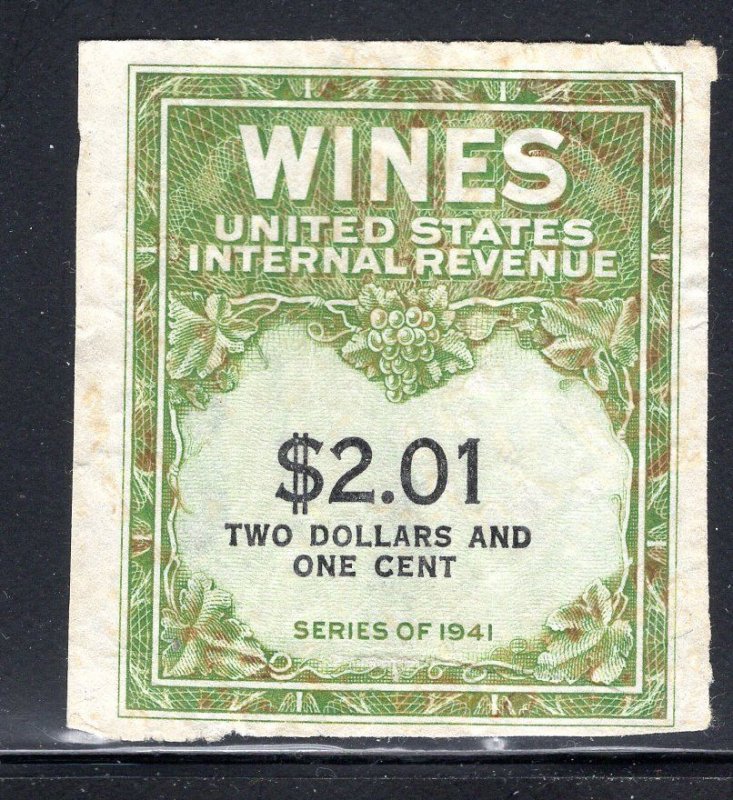 WINES
UNITED STATES
INTERNAL REVENUE
$2.01
TWO DOLLARS AND
ONE CENT
SERIES OF 1941